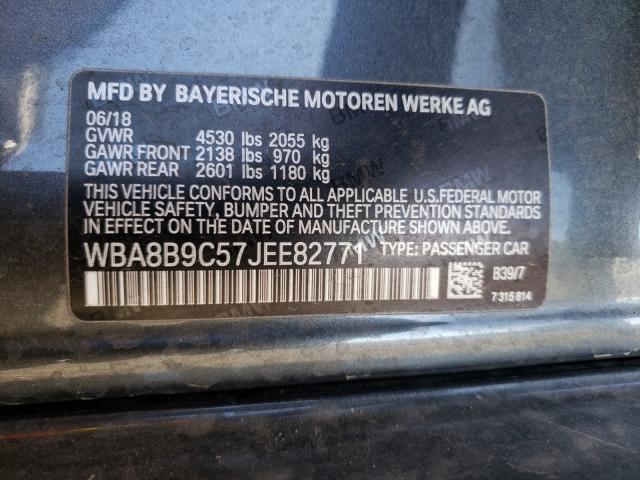 MFD BY BAYERISCHE MOTOREN WERKE AG
06/18
GVWR 4530 lbs 2055 kg
GAWR FRONT 2138 lbs 970 kg
GAWR REAR 2601 lbs 1180 kg
THIS VEHICLE CONFORMS TO ALL APPLICABLE U.S.FEDERAL MOTOR
VEHICLE SAFETY, BUMPER AND THEFT PREVENTION STANDARDS
IN EFFECT ON THE DATE OF MANUFACTURE SHOWN ABOVE.
WBA8B9C57JEE82771 TYPE: PASSENGER CAR
B39/7
7315814